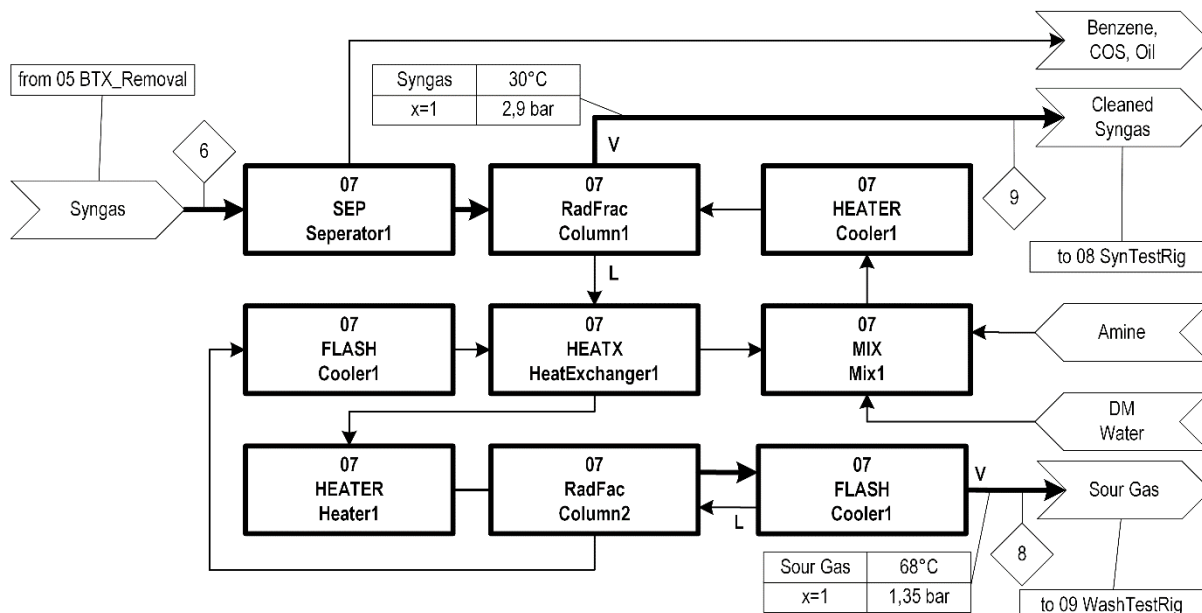 Benzene,
COS, Oil
from 05 BTX_Removal
Syngas
30°C
x=1
2,9 bar
Cleaned
Syngas
6
V
9
Syngas
07
SEP
Seperator1
07
RadFrac
Column1
07
HEATER
Cooler1
to 08 SynTestRig
L
07
FLASH
Cooler1
07
HEATX
HeatExchanger1
07
MIX
Mix1
Amine
DM
Water
07
HEATER
Heater1
07
RadFac
Column2
07
FLASH
Cooler1
V
L
Sour Gas
8
Sour Gas
68°C
x=1
1,35 bar
to 09 WashTestRig